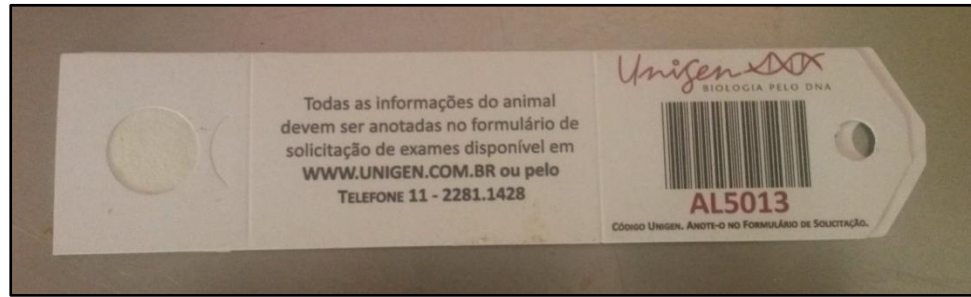 Todas as informações do animal
devem ser anotadas no formulário de
solicitação de exames disponível em
WWW.UNIGEN.COM.BR ou pelo
TELEFONE 11 - 2281.1428
Unigen
BIOLOGIA PELO DNA
AL5013
CÓDIGO UNIGEN. ANOTE-O NO FORMULÁRIO DE SOLICITAÇÃO.